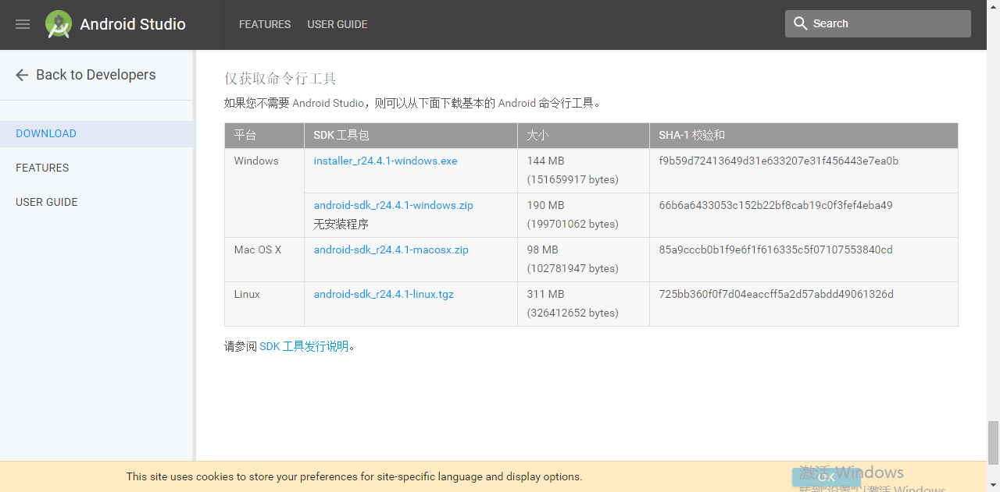 Android Studio
FEATURES
USER GUIDE
Search
Back to Developers
DOWNLOAD
FEATURES
USER GUIDE
仅获取命令行工具
如果您不需要 Android Studio，则可以从下面下载基本的 Android 命令行工具。
平台 SDK 工具包 大小 SHA-1 校验和
Windows installer_r24.4.1-windows.exe 144 MB f9b59d72413649d31e633207e31f456443e7ea0b
(151659917 bytes)
android-sdk_r24.4.1-windows.zip 190 MB 66b6a6433053c152b22bf8cab19c0f3fef4eba49
无安装程序 (199701062 bytes)
Mac OS X android-sdk_r24.4.1-macosx.zip 98 MB 85a9cccb0b1f9e6f1f616335c5f07107553840cd
(102781947 bytes)
Linux android-sdk_r24.4.1-linux.tgz 311 MB 725bb360f0f7d04eaccff5a2d57abdd49061326d
(326412652 bytes)
请参阅 SDK 工具发行说明。
This site uses cookies to store your preferences for site-specific language and display options.
OK
激活 Windows
转到"设置"以激活 Windows